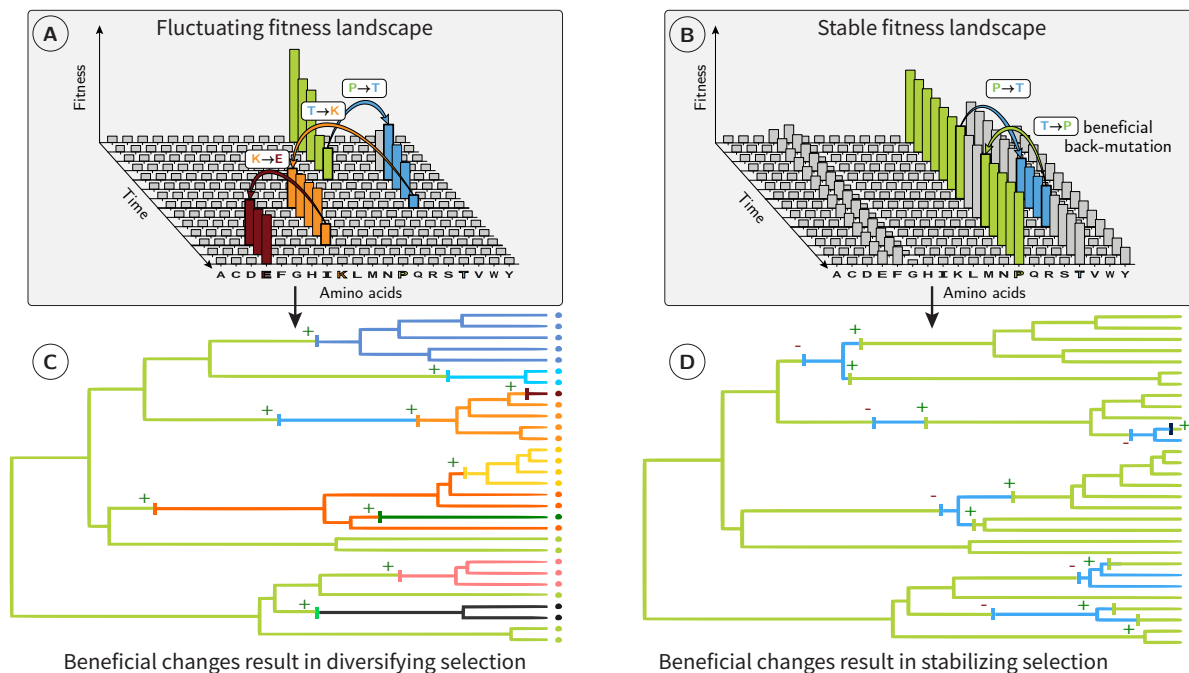 A
Fluctuating fitness landscape
Fitness
P→T
T→K
K→E
Time
A C D E F G H I K L M N P Q R S T V W Y
Amino acids
B
Stable fitness landscape
Fitness
P→T
T→P beneficial
back-mutation
Time
A C D E F G H I K L M N P Q R S T V W Y
Amino acids
C
+
+
+
+
+
+
+
+
+
+
D
-
+
+
-
+
-
+
-
+
+
-
+
-
+
+
Beneficial changes result in diversifying selection
Beneficial changes result in stabilizing selection